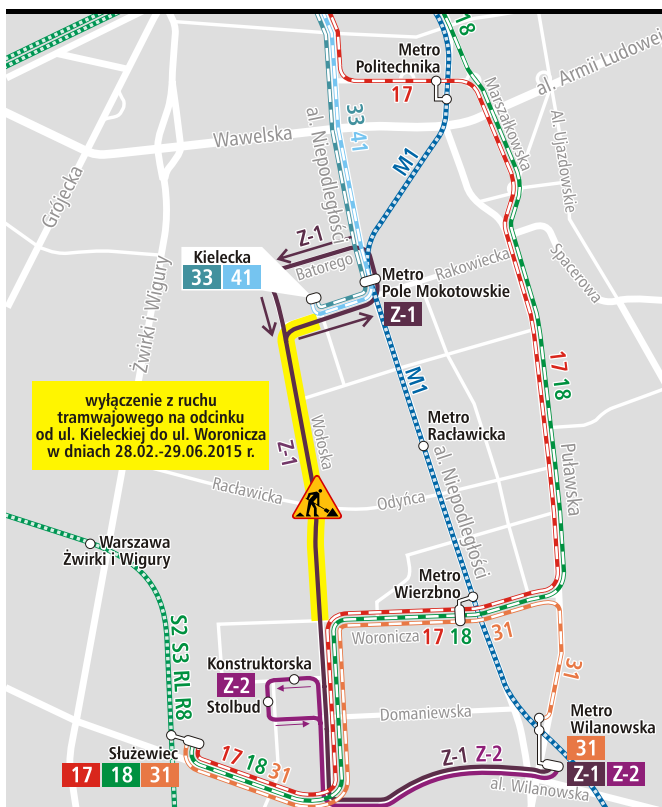 18
Metro
Politechnika
17
al. Armii Ludowej
Marszałkowska
Al. Ujazdowskie
33 41
al. Niepodległości
Wawelska
M1
Grójecka
Z-1
Kielecka
33 41
Batorego
Metro
Pole Mokotowskie
Z-1
Rakowiecka
Spacerowa
Żwirki i Wigury
17 18
M1
wyłączenie z ruchu
tramwajowego na odcinku
od ul. Kieleckiej do ul. Woronicza
w dniach 28.02.-29.06.2015 r.
Wołoska
Z-1
Metro
Racławicka
al. Niepodległości
Puławska
Racławicka
Odyńca
Warszawa
Żwirki i Wigury
Metro
Wierzbno
S2 S3 RL R8
Woronicza
17 18
31
31
Konstruktorska
Z-2
Stolbud
Domaniewska
Metro
Wilanowska
31
Z-1 Z-2
Służewiec
17 18 31
17 18 31
Z-1 Z-2
al. Wilanowska